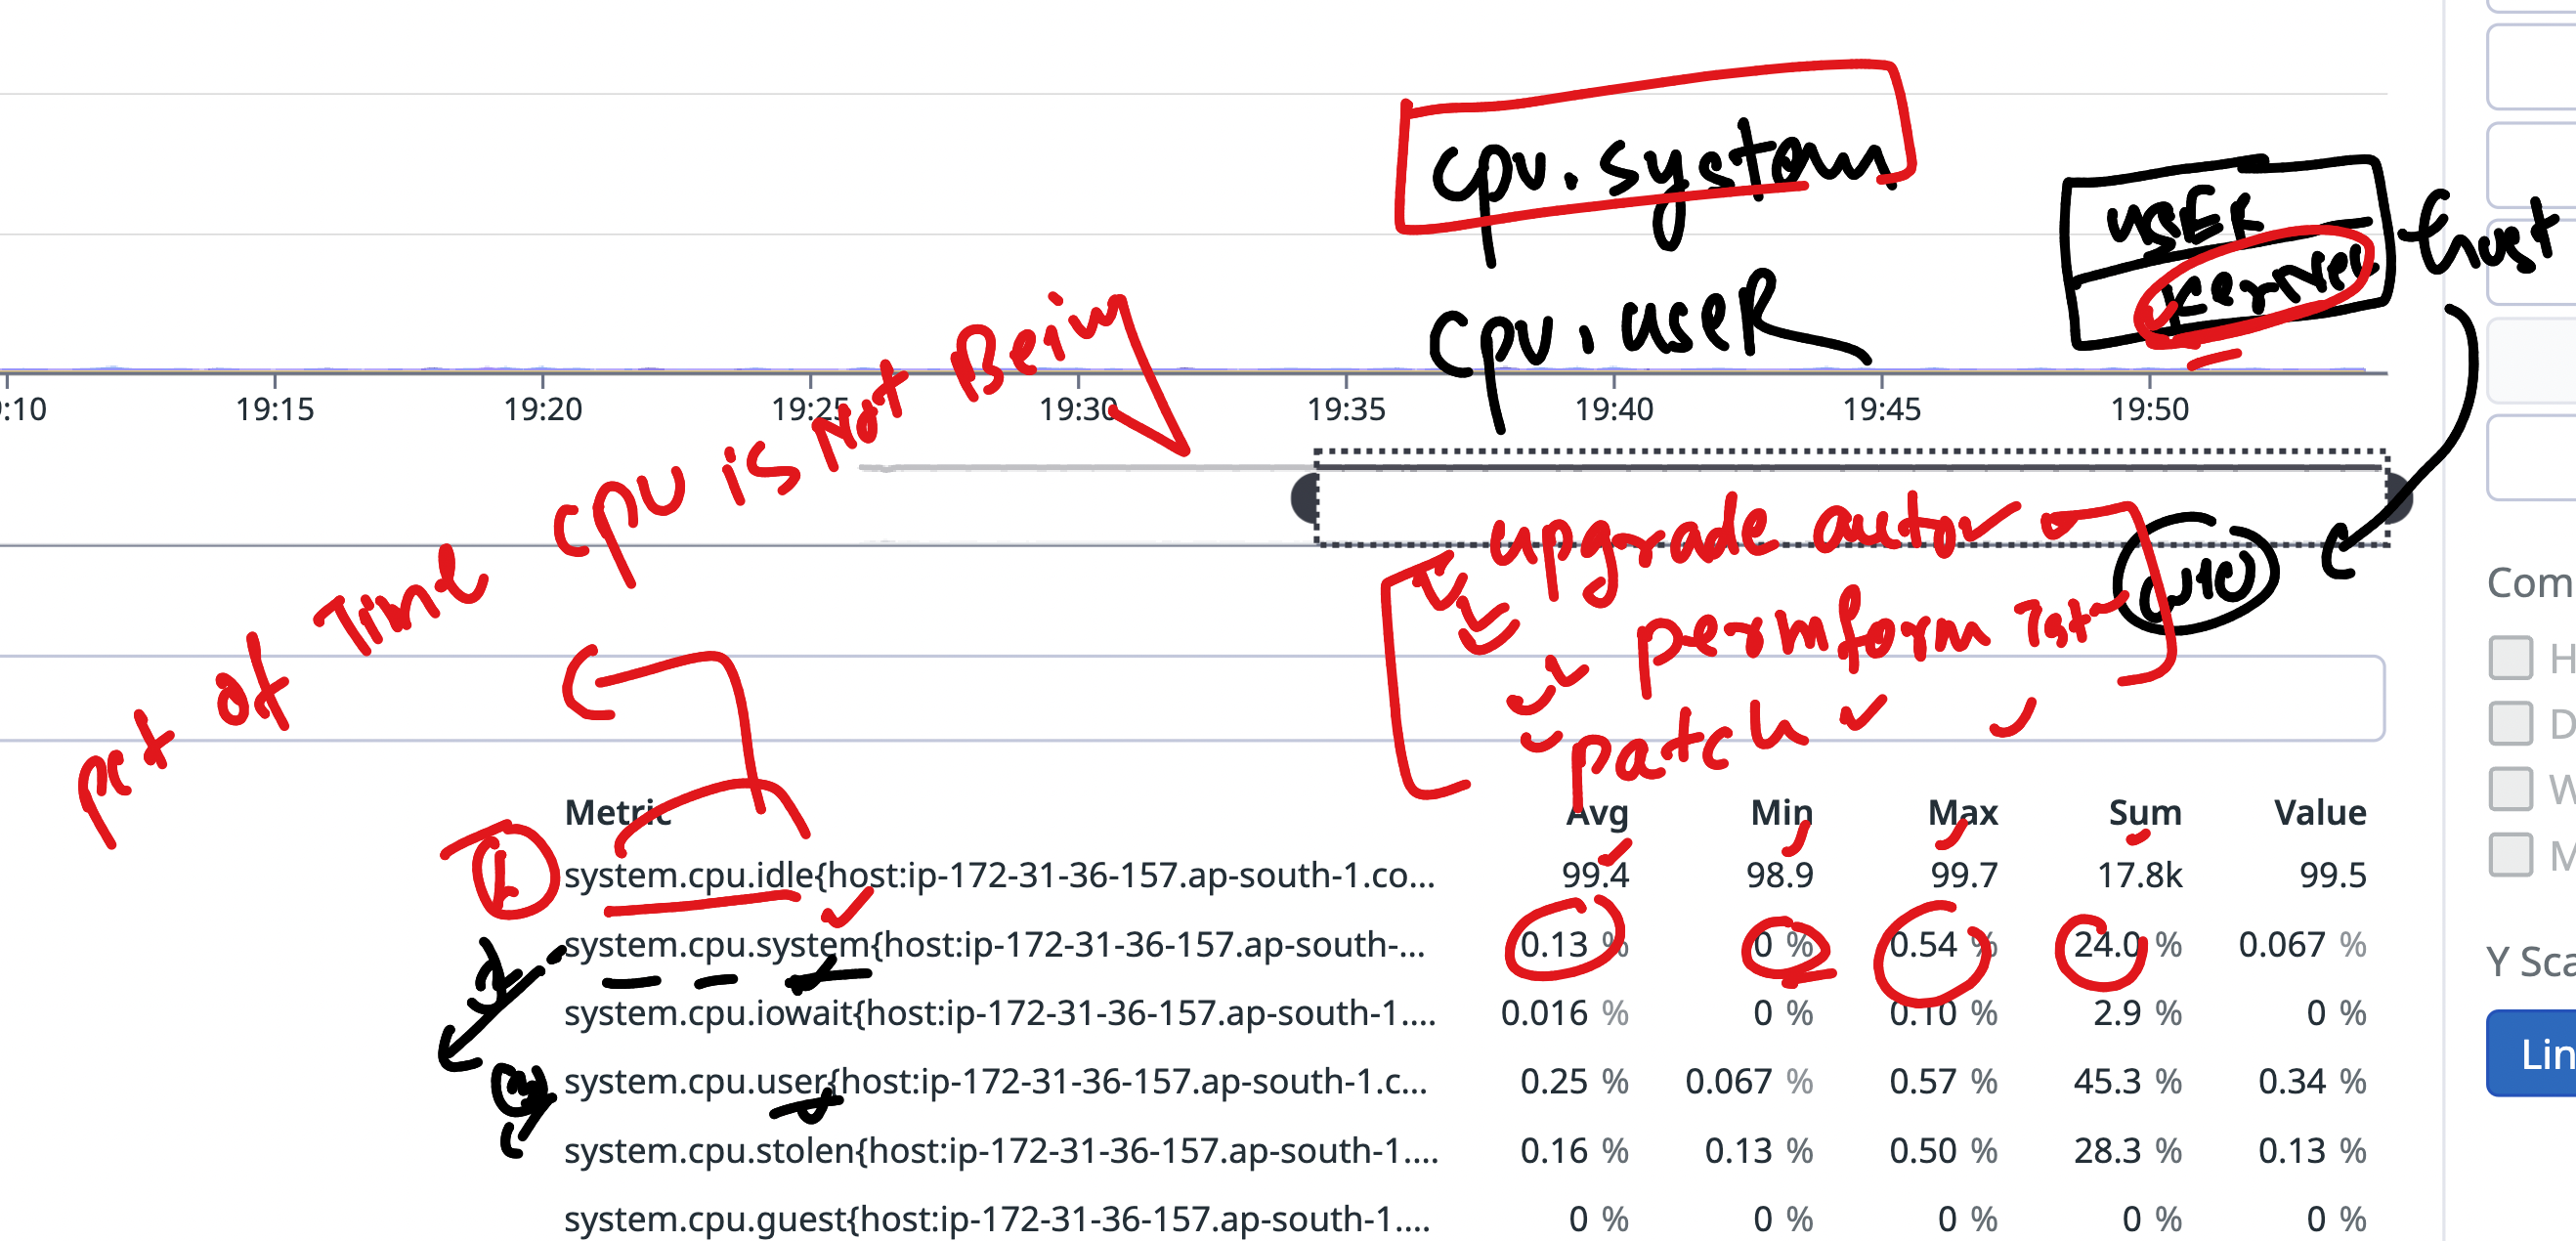 cpu.system
USER
kernel
host
cpu.useR
:10 19:15 19:20 19:25 19:30 19:35 19:40 19:45 19:50
pct of Time cpu is Not Being
upgrade auto
W10
permform
patch
Com
H
D
W
M
Metric Avg Min Max Sum Value
system.cpu.idle{host:ip-172-31-36-157.ap-south-1.co... 99.4 98.9 99.7 17.8k 99.5
system.cpu.system{host:ip-172-31-36-157.ap-south-... 0.13 % 0 % 0.54 % 24.0 % 0.067 %
Y Sca
system.cpu.iowait{host:ip-172-31-36-157.ap-south-1.... 0.016 % 0 % 0.10 % 2.9 % 0 %
Lin
system.cpu.user{host:ip-172-31-36-157.ap-south-1.c... 0.25 % 0.067 % 0.57 % 45.3 % 0.34 %
system.cpu.stolen{host:ip-172-31-36-157.ap-south-1.... 0.16 % 0.13 % 0.50 % 28.3 % 0.13 %
system.cpu.guest{host:ip-172-31-36-157.ap-south-1.... 0 % 0 % 0 % 0 % 0 %